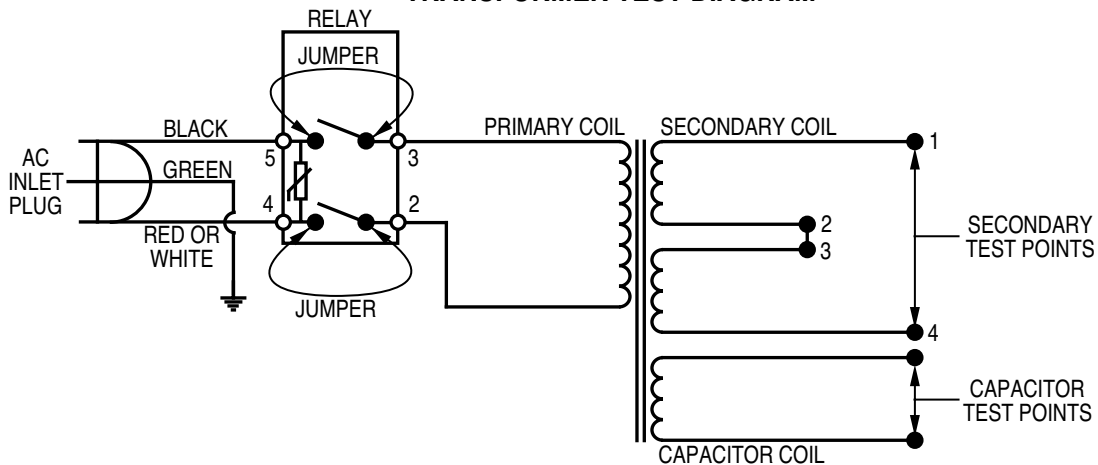 RELAY
JUMPER
BLACK
PRIMARY COIL
SECONDARY COIL
1
5
3
AC
INLET
PLUG
GREEN
4
2
2
3
SECONDARY
TEST POINTS
RED OR
WHITE
JUMPER
4
CAPACITOR
TEST POINTS
CAPACITOR COIL